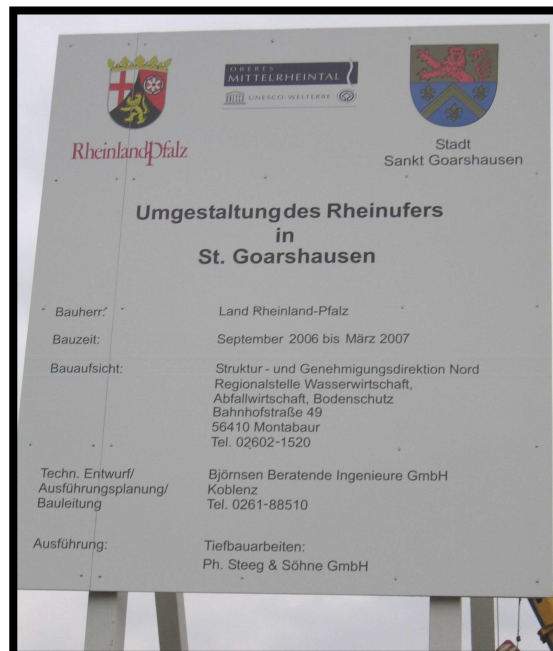 OBERES
MITTELRHEINTAL
UNESCO-WELTERBE
RheinlandPfalz
Stadt
Sankt Goarshausen
Umgestaltung des Rheinufers
in
St. Goarshausen
Bauherr: Land Rheinland-Pfalz
Bauzeit: September 2006 bis März 2007
Bauaufsicht: Struktur - und Genehmigungsdirektion Nord
Regionalstelle Wasserwirtschaft,
Abfallwirtschaft, Bodenschutz
Bahnhofstraße 49
56410 Montabaur
Tel. 02602-1520
Techn. Entwurf/ Björnsen Beratende Ingenieure GmbH
Ausführungsplanung/ Koblenz
Bauleitung Tel. 0261-88510
Ausführung: Tiefbauarbeiten:
Ph. Steeg & Söhne GmbH